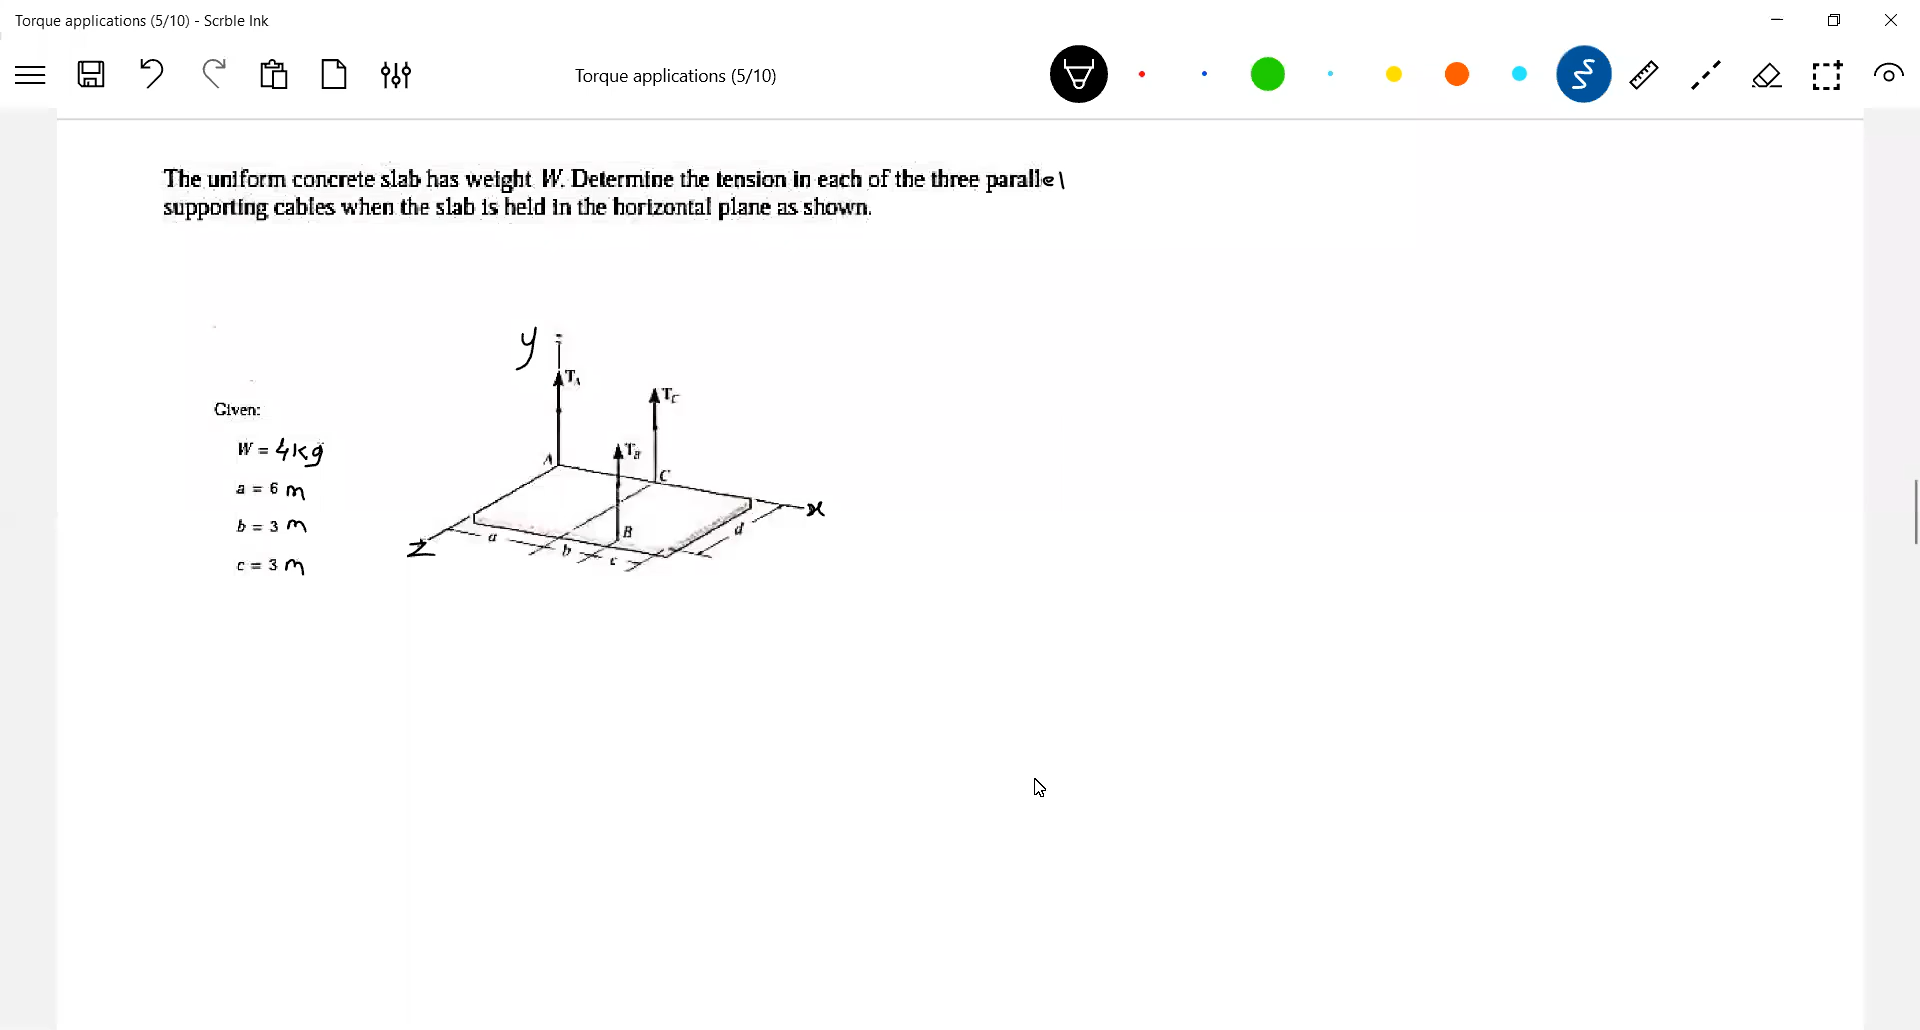 Torque applications (5/10) - Scrble Ink
Torque applications (5/10)
The uniform concrete slab has weight W. Determine the tension in each of the three parallel
supporting cables when the slab is held in the horizontal plane as shown.
y
T_A
T_C
Given:
W = 4kg
T_B
A
C
a = 6 m
x
b = 3 m
B
d
a
z
b
c
c = 3 m